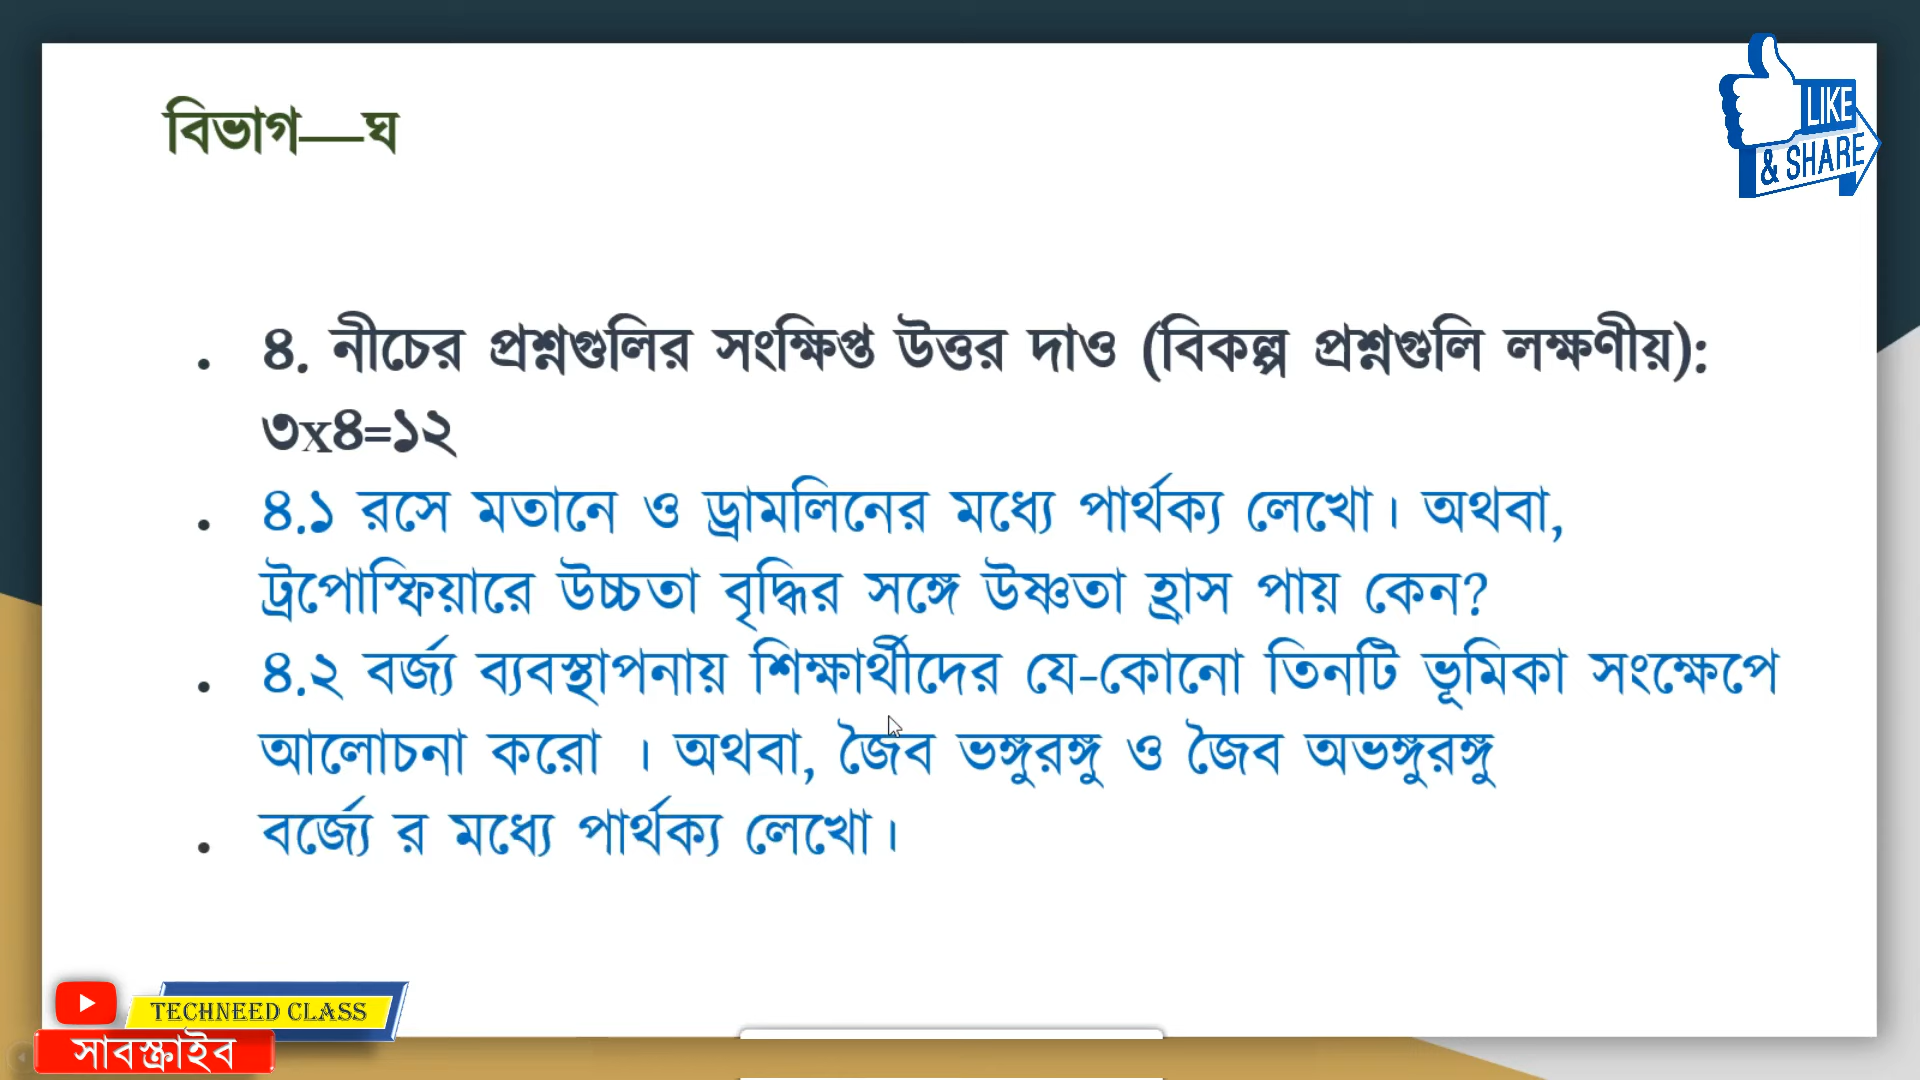 বিভাগ—ঘ
LIKE
& SHARE
৪. নীচের প্রশ্নগুলির সংক্ষিপ্ত উত্তর দাও (বিকল্প প্রশ্নগুলি লক্ষণীয়):
৩x৪=১২
৪.১ রসে মতানে ও ড্রামলিনের মধ্যে পার্থক্য লেখো। অথবা,
ট্রপোস্ফিয়ারে উচ্চতা বৃদ্ধির সঙ্গে উষ্ণতা হ্রাস পায় কেন?
৪.২ বর্জ্য ব্যবস্থাপনায় শিক্ষার্থীদের যে-কোনো তিনটি ভূমিকা সংক্ষেপে
আলোচনা করো । অথবা, জৈব ভঙ্গুরঙ্গু ও জৈব অভঙ্গুরঙ্গু
বর্জ্যে র মধ্যে পার্থক্য লেখো।
TECHNEED CLASS
সাবস্ক্রাইব